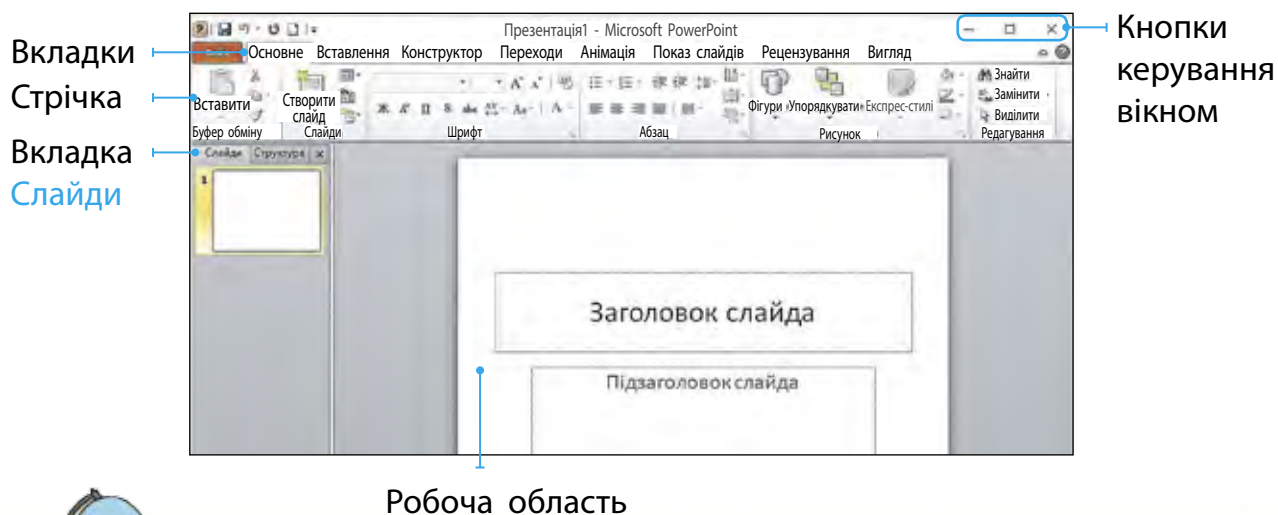 Вкладки
Стрічка
Вкладка
Слайди
Кнопки
керування
вікном
Презентація1 - Microsoft PowerPoint
Основне Вставлення Конструктор Переходи Анімація Показ слайдів Рецензування Вигляд
Вставити
Створити
слайд
Фігури Упорядкувати Експрес-стилі
Знайти
Замінити
Виділити
Буфер обміну Слайди Шрифт Абзац Рисунок Редагування
Слайди Структура
1
Заголовок слайда
Підзаголовок слайда
Робоча область